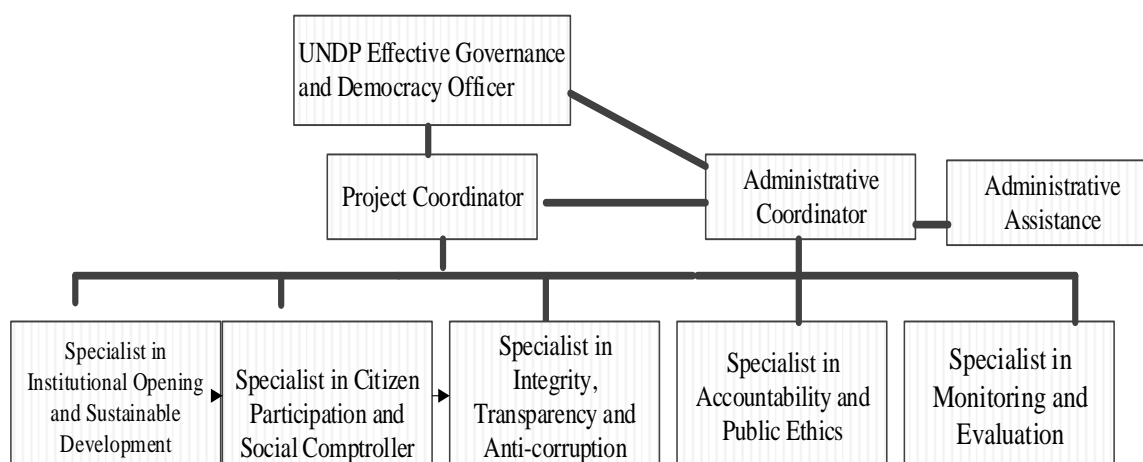 UNDP Effective Governance
and Democracy Officer
Project Coordinator
Administrative
Coordinator
Administrative
Assistance
Specialist in
Institutional Opening
and Sustainable
Development
Specialist in Citizen
Participation and
Social Comptroller
Specialist in
Integrity,
Transparency and
Anti-corruption
Specialist in
Accountability and
Public Ethics
Specialist in
Monitoring and
Evaluation